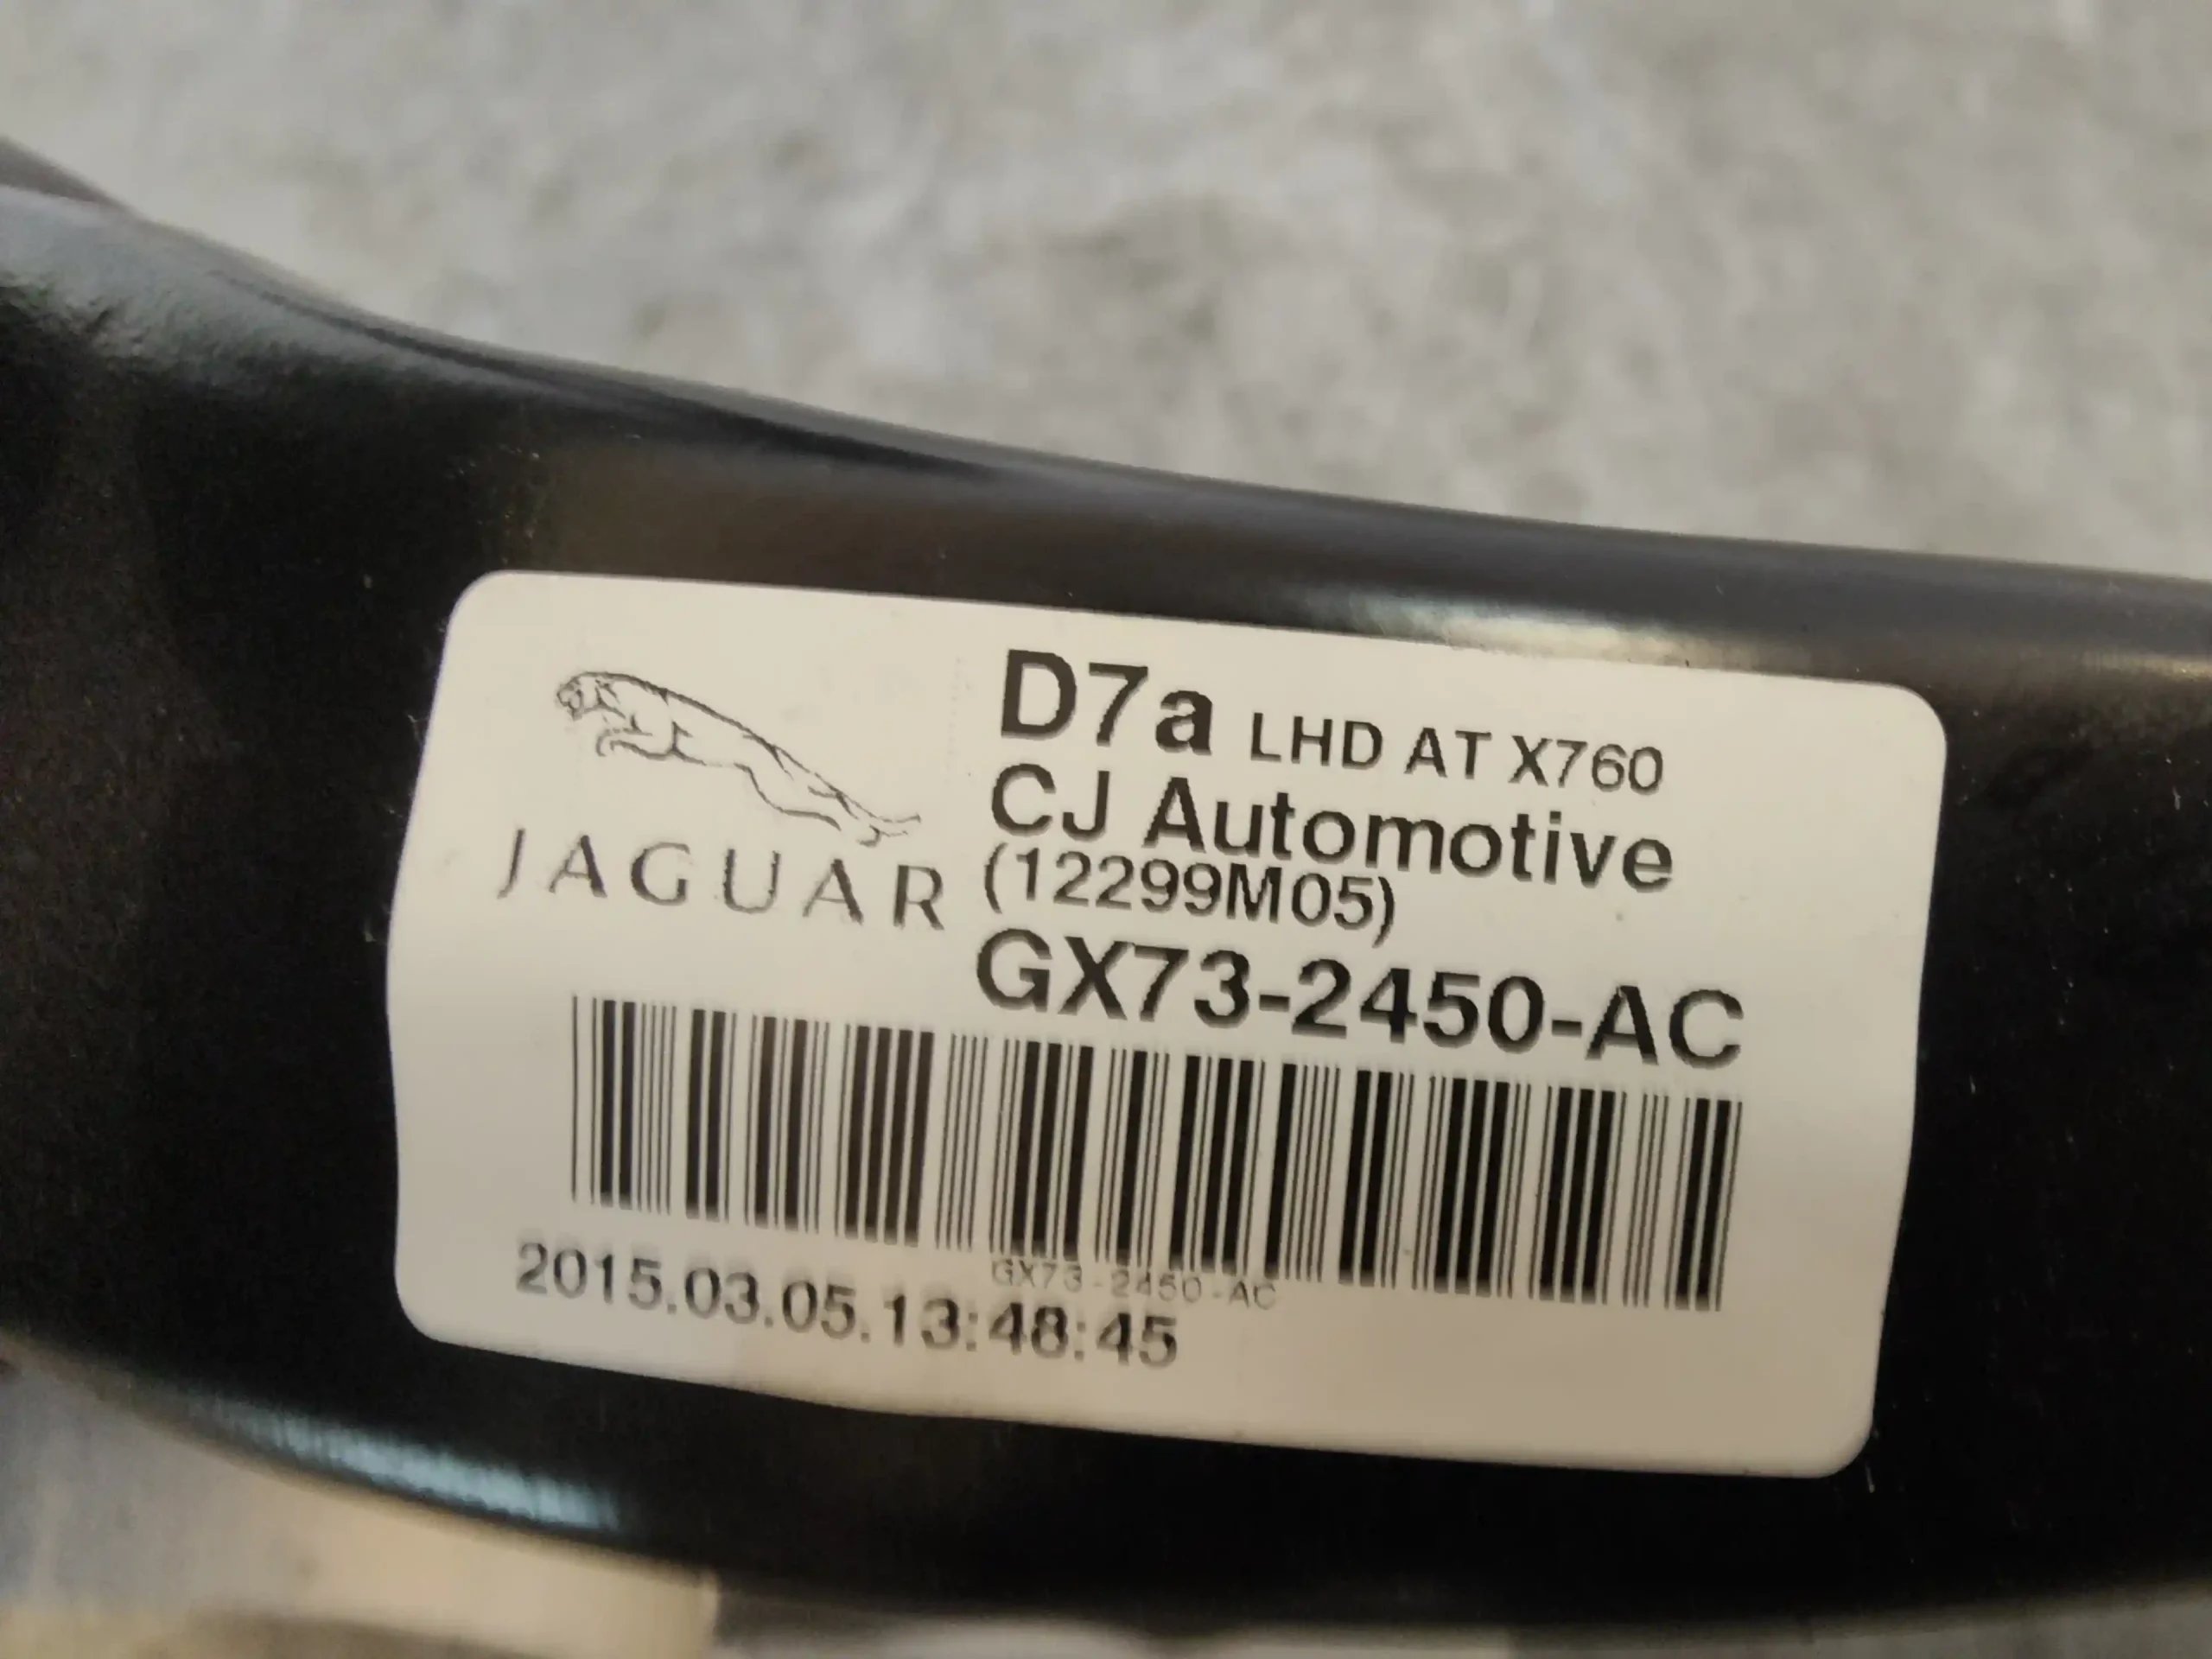 D7a LHD AT X760
CJ Automotive
(12299M05)
JAGUAR
GX73-2450-AC
GX73-2450-AC
2015.03.05.13:48:45